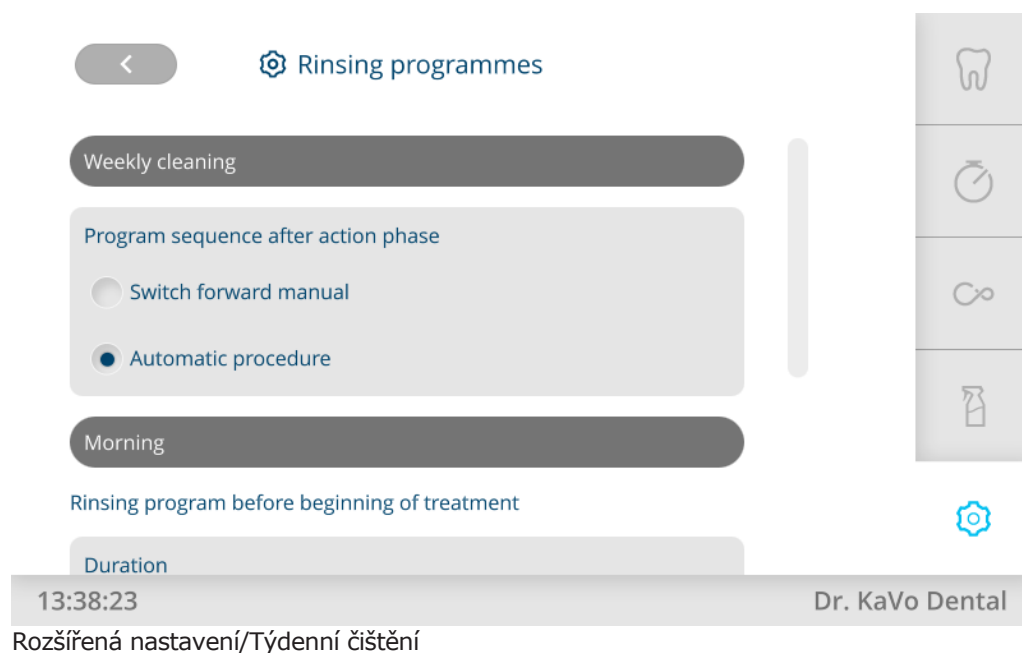 Rinsing programmes
Weekly cleaning
Program sequence after action phase
Switch forward manual
Automatic procedure
Morning
Rinsing program before beginning of treatment
Duration
13:38:23
Dr. KaVo Dental
Rozšířená nastavení/Týdenní čištění